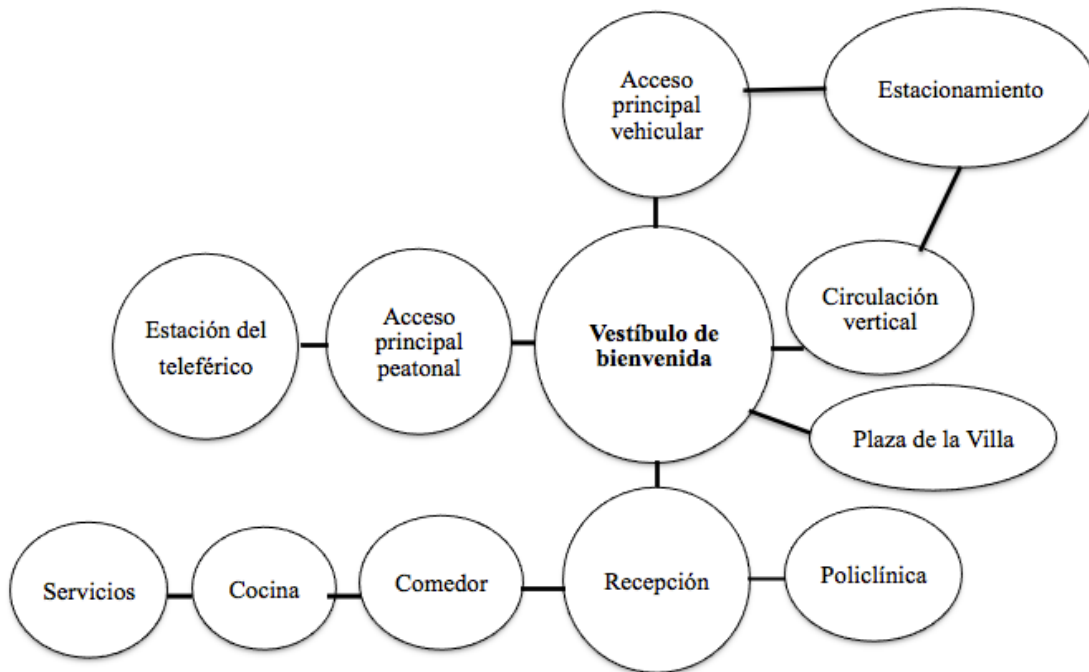 Acceso
principal
vehicular
Estacionamiento
Estación del
teleférico
Acceso
principal
peatonal
Vestíbulo de
bienvenida
Circulación
vertical
Plaza de la Villa
Servicios
Cocina
Comedor
Recepción
Policlínica